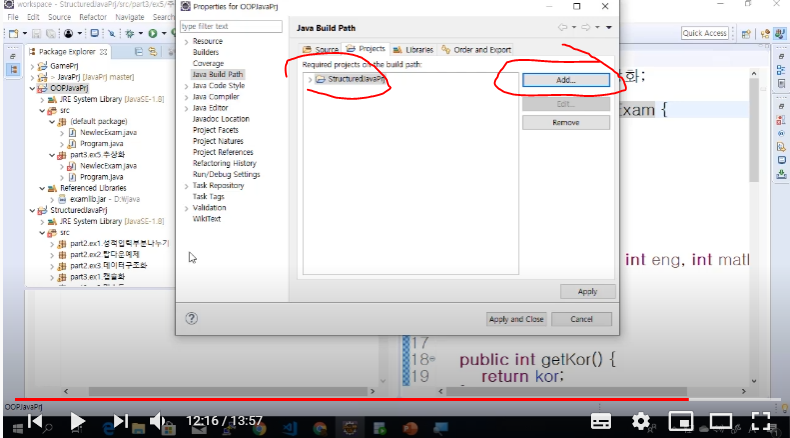 workspace - StructuredJavaPrj/src/part3/ex5/추상
File Edit Source Refactor Navigate Search
Quick Access
Package Explorer
GamePrj
JavaPrj [JavaPrj master]
OOPJavaPrj
JRE System Library [JavaSE-1.8]
src
(default package)
NewlecExam.java
Program.java
part3.ex5.추상화
NewlecExam.java
Program.java
Referenced Libraries
examlib.jar - D:\java
StructuredJavaPrj
JRE System Library [JavaSE-1.8]
src
part2.ex1.성적입력부분나누기
part2.ex2.탑다운예제
part2.ex3.데이터구조화
part3.ex1.캡슐화
Properties for OOPJavaPrj
type filter text
Resource
Builders
Coverage
Java Build Path
Java Code Style
Java Compiler
Java Editor
Javadoc Location
Project Facets
Project Natures
Project References
Refactoring History
Run/Debug Settings
Task Repository
Task Tags
Validation
WikiText
Java Build Path
Source Projects Libraries Order and Export
Required projects on the build path:
StructuredJavaPrj
Add...
Edit...
Remove
Apply
Apply and Close Cancel
화;
Exam {
int eng, int mat
17
18 public int getKor() {
19 return kor;
OOPJavaPrj
12:16 / 13:57